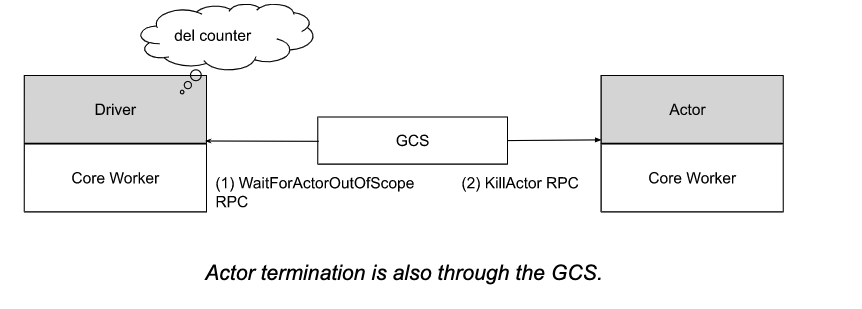 del counter
Driver
Actor
GCS
Core Worker
(1) WaitForActorOutOfScope
RPC
(2) KillActor RPC
Core Worker
Actor termination is also through the GCS.